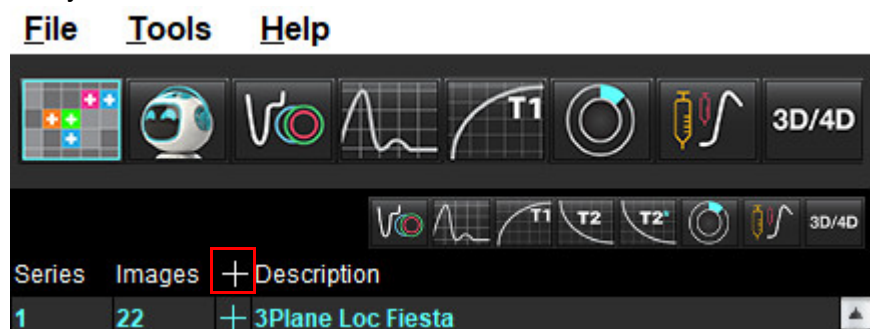 File Tools Help
T1 3D/4D
T1 T2 T2* 3D/4D
Series Images + Description
1 22 + 3Plane Loc Fiesta